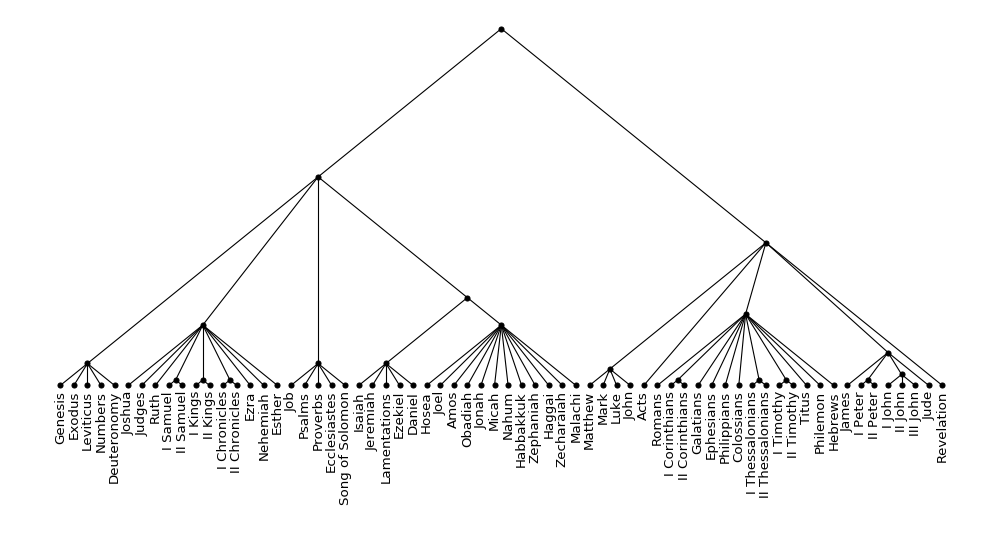 Genesis
Exodus
Leviticus
Numbers
Deuteronomy
Joshua
Judges
Ruth
I Samuel
II Samuel
I Kings
II Kings
I Chronicles
II Chronicles
Ezra
Nehemiah
Esther
Job
Psalms
Proverbs
Ecclesiastes
Song of Solomon
Isaiah
Jeremiah
Lamentations
Ezekiel
Daniel
Hosea
Joel
Amos
Obadiah
Jonah
Micah
Nahum
Habbakkuk
Zephaniah
Haggai
Zecharaiah
Malachi
Matthew
Mark
Luke
John
Acts
Romans
I Corinthians
II Corinthians
Galatians
Ephesians
Philippians
Colossians
I Thessalonians
II Thessalonians
I Timothy
II Timothy
Titus
Philemon
Hebrews
James
I Peter
II Peter
I John
II John
III John
Jude
Revelation